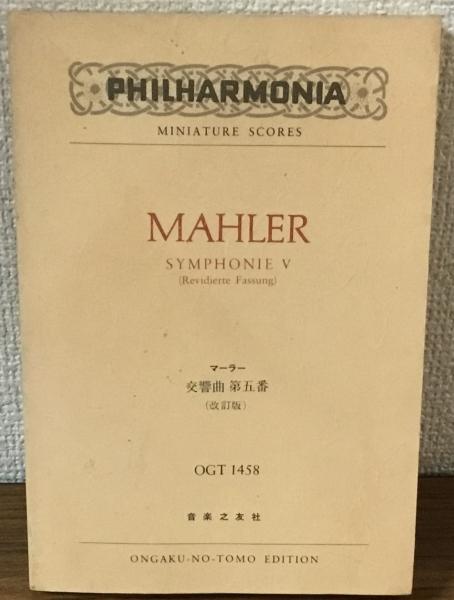 PHILHARMONIA
MINIATURE SCORES
MAHLER
SYMPHONIE V
(Revidierte Fassung)
マーラー
交響曲 第五番
(改訂版)
OGT 1458
音楽之友社
ONGAKU-NO-TOMO EDITION